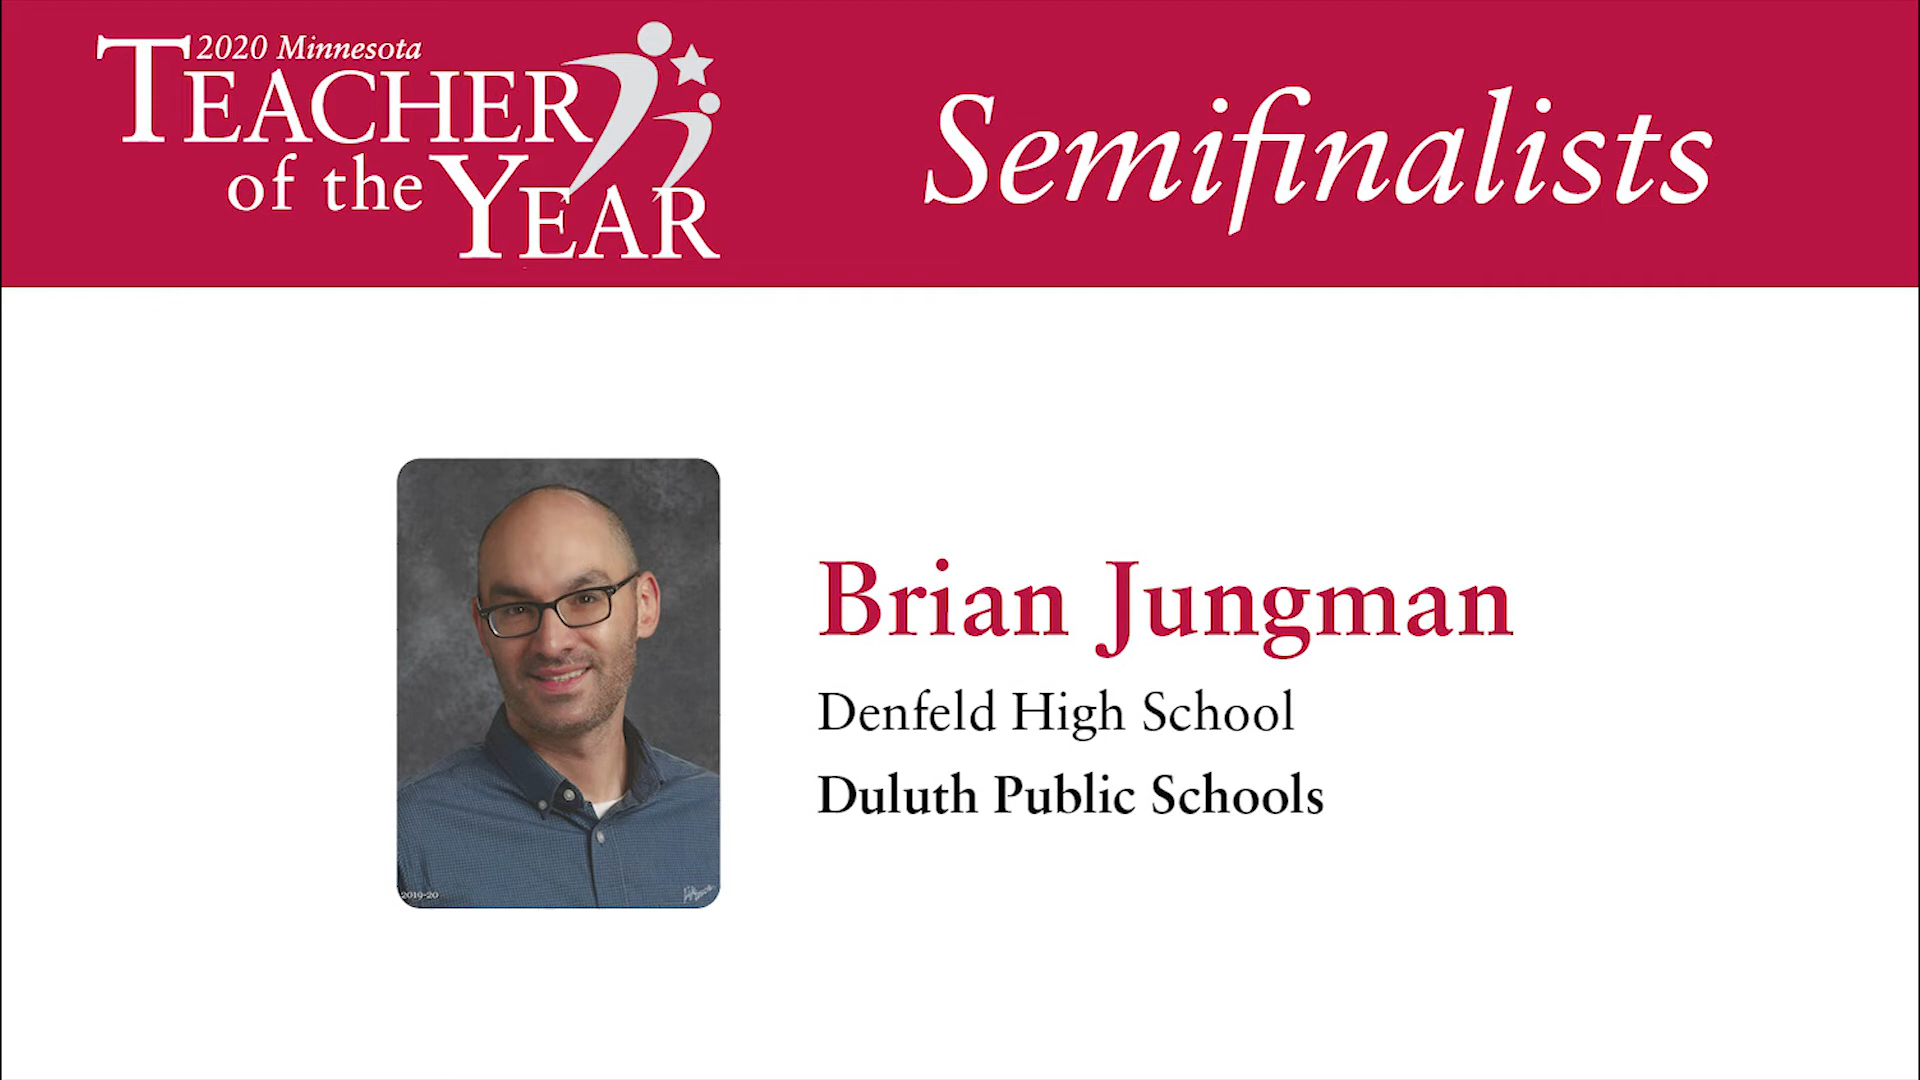 2020 Minnesota
TEACHER
of the YEAR
Semifinalists
Brian Jungman
Denfeld High School
Duluth Public Schools
2019-20